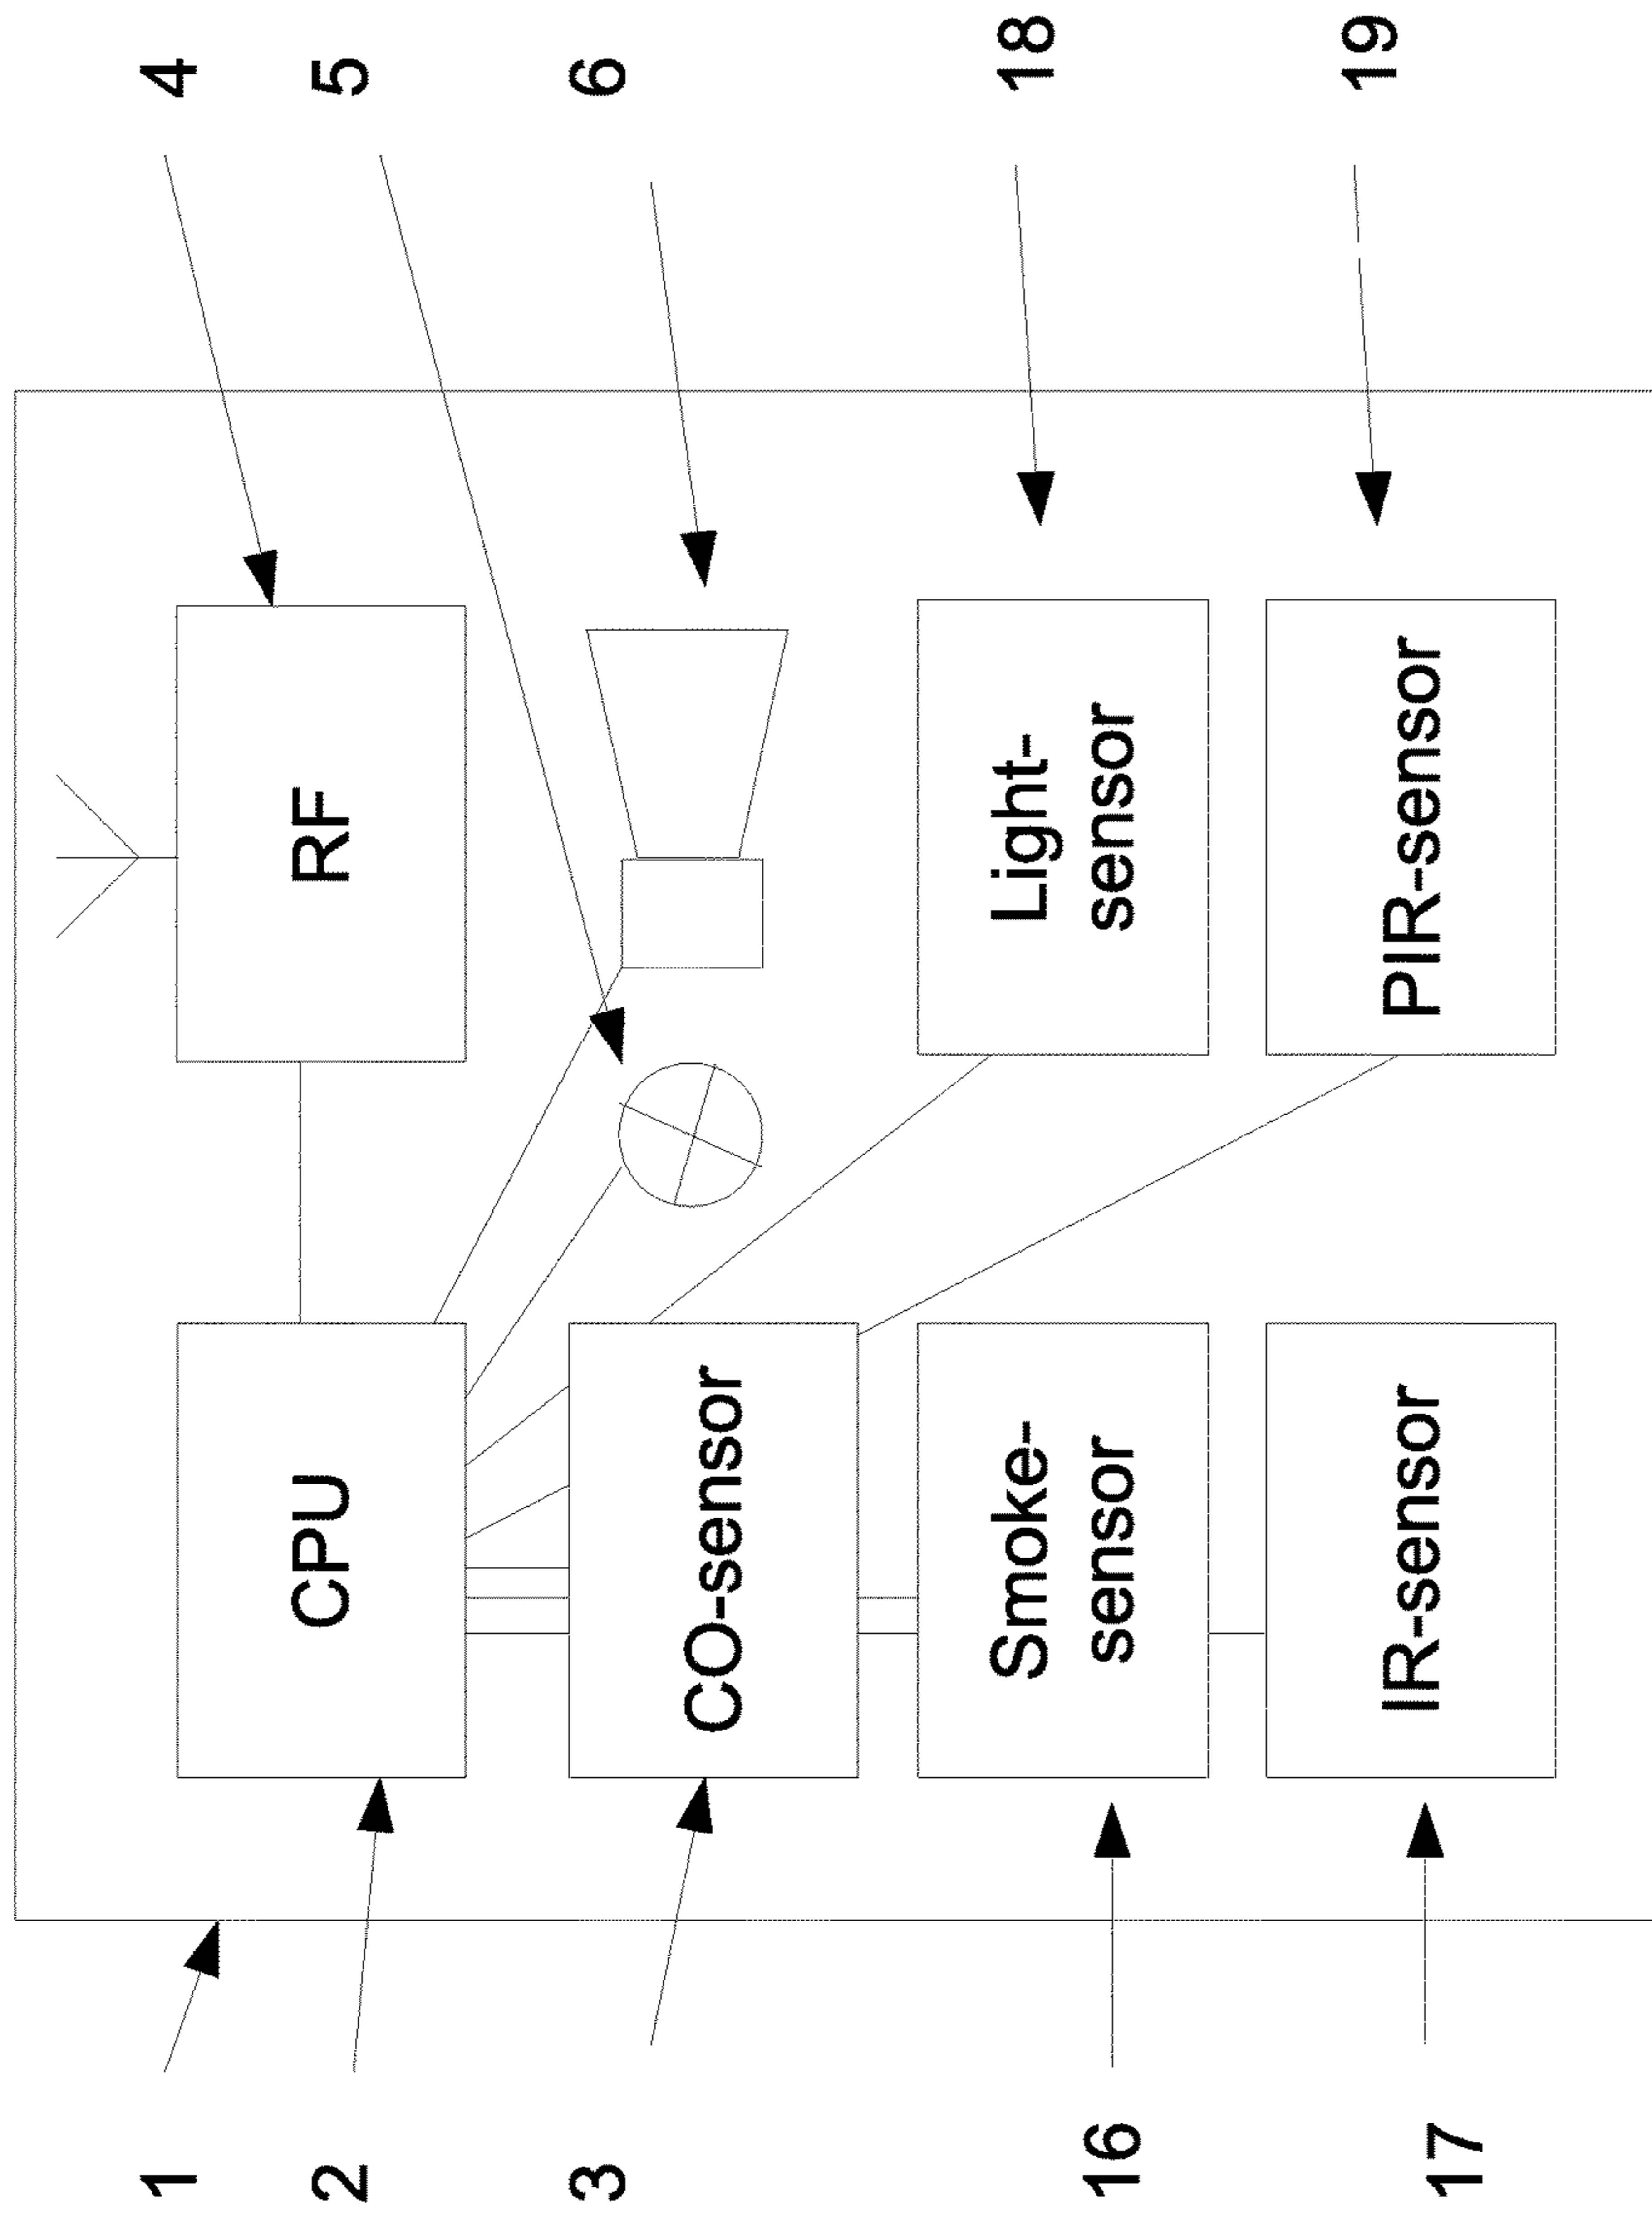 1
2
3
16
17
CPU
CO-sensor
Smoke-
sensor
IR-sensor
RF
Light-
sensor
PIR-sensor
4
5
6
18
19